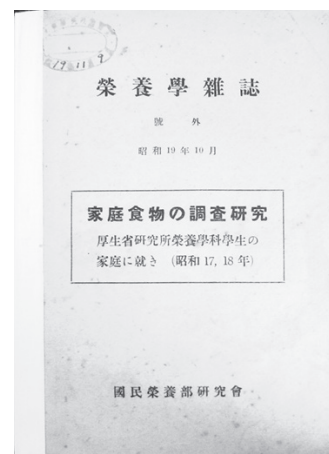 19.11.9
榮養學雜誌
號外
昭和19年10月
家庭食物の調査研究
厚生省研究所榮養學科學生の
家庭に就き (昭和17, 18年)
國民榮養部研究會